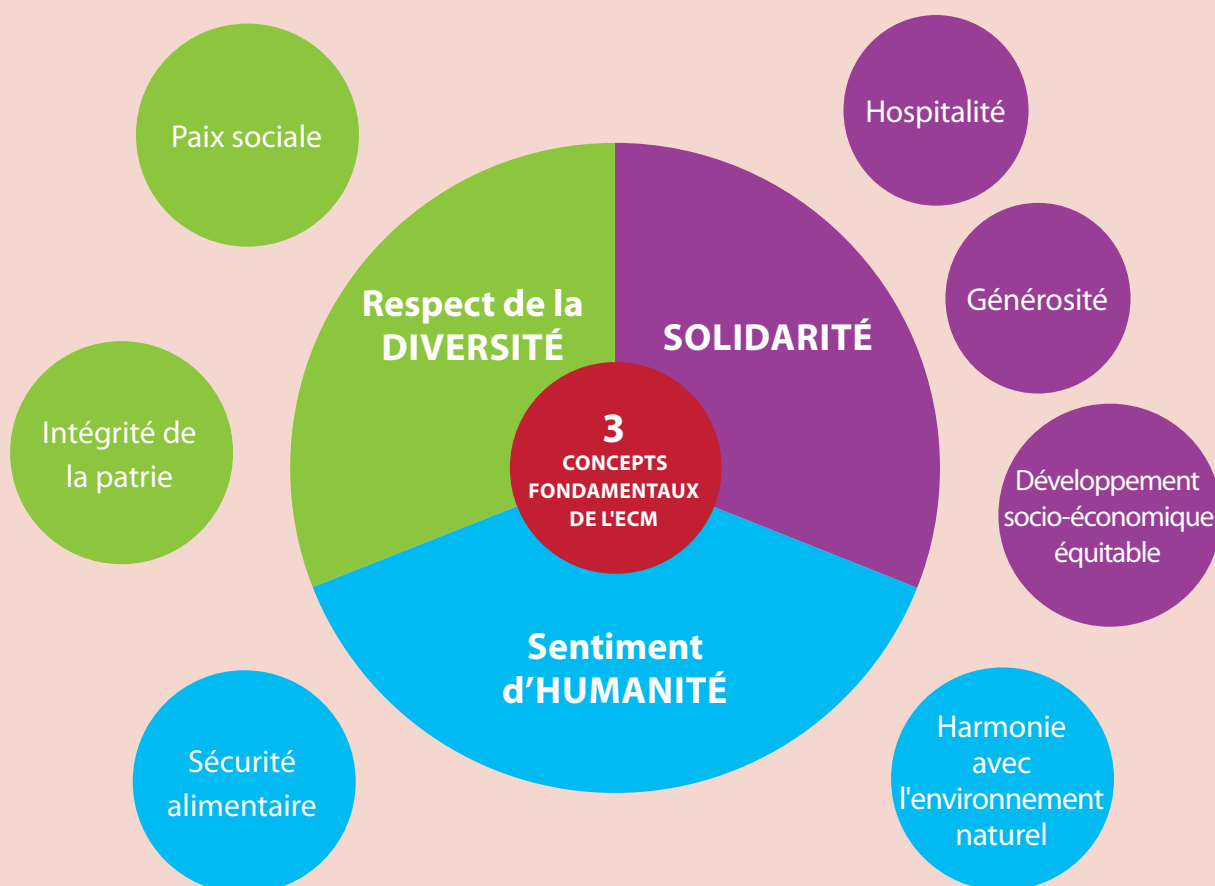 Paix sociale
Hospitalité
Générosité
Respect de la
DIVERSITÉ
SOLIDARITÉ
3
CONCEPTS
FONDAMENTAUX
DE L'ECM
Intégrité de
la patrie
Développement
socio-économique
équitable
Sentiment
d’HUMANITÉ
Sécurité
alimentaire
Harmonie
avec
l'environnement
naturel